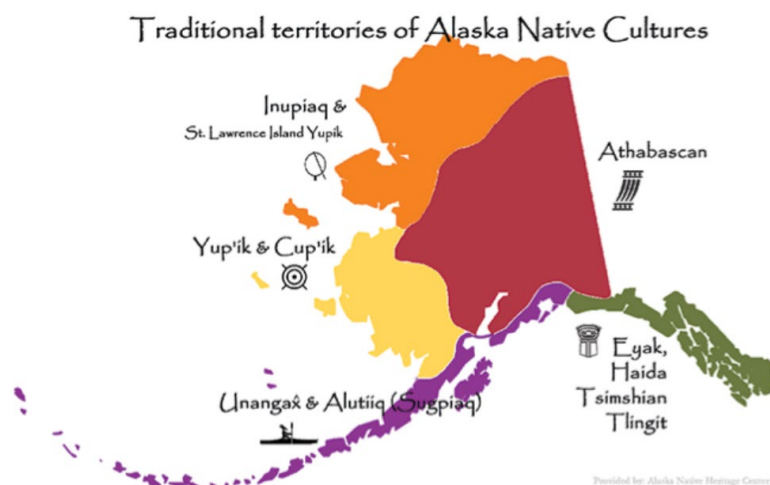 Traditional territories of Alaska Native Cultures
Inupiaq &
St. Lawrence Island Yupik
Athabascan
Yup'ik & Cup'ik
Eyak,
Haida
Tsimshian
Tlingit
Unangax̂ & Alutiiq (Sugpiaq)
Provided by: Alaska Native Heritage Center